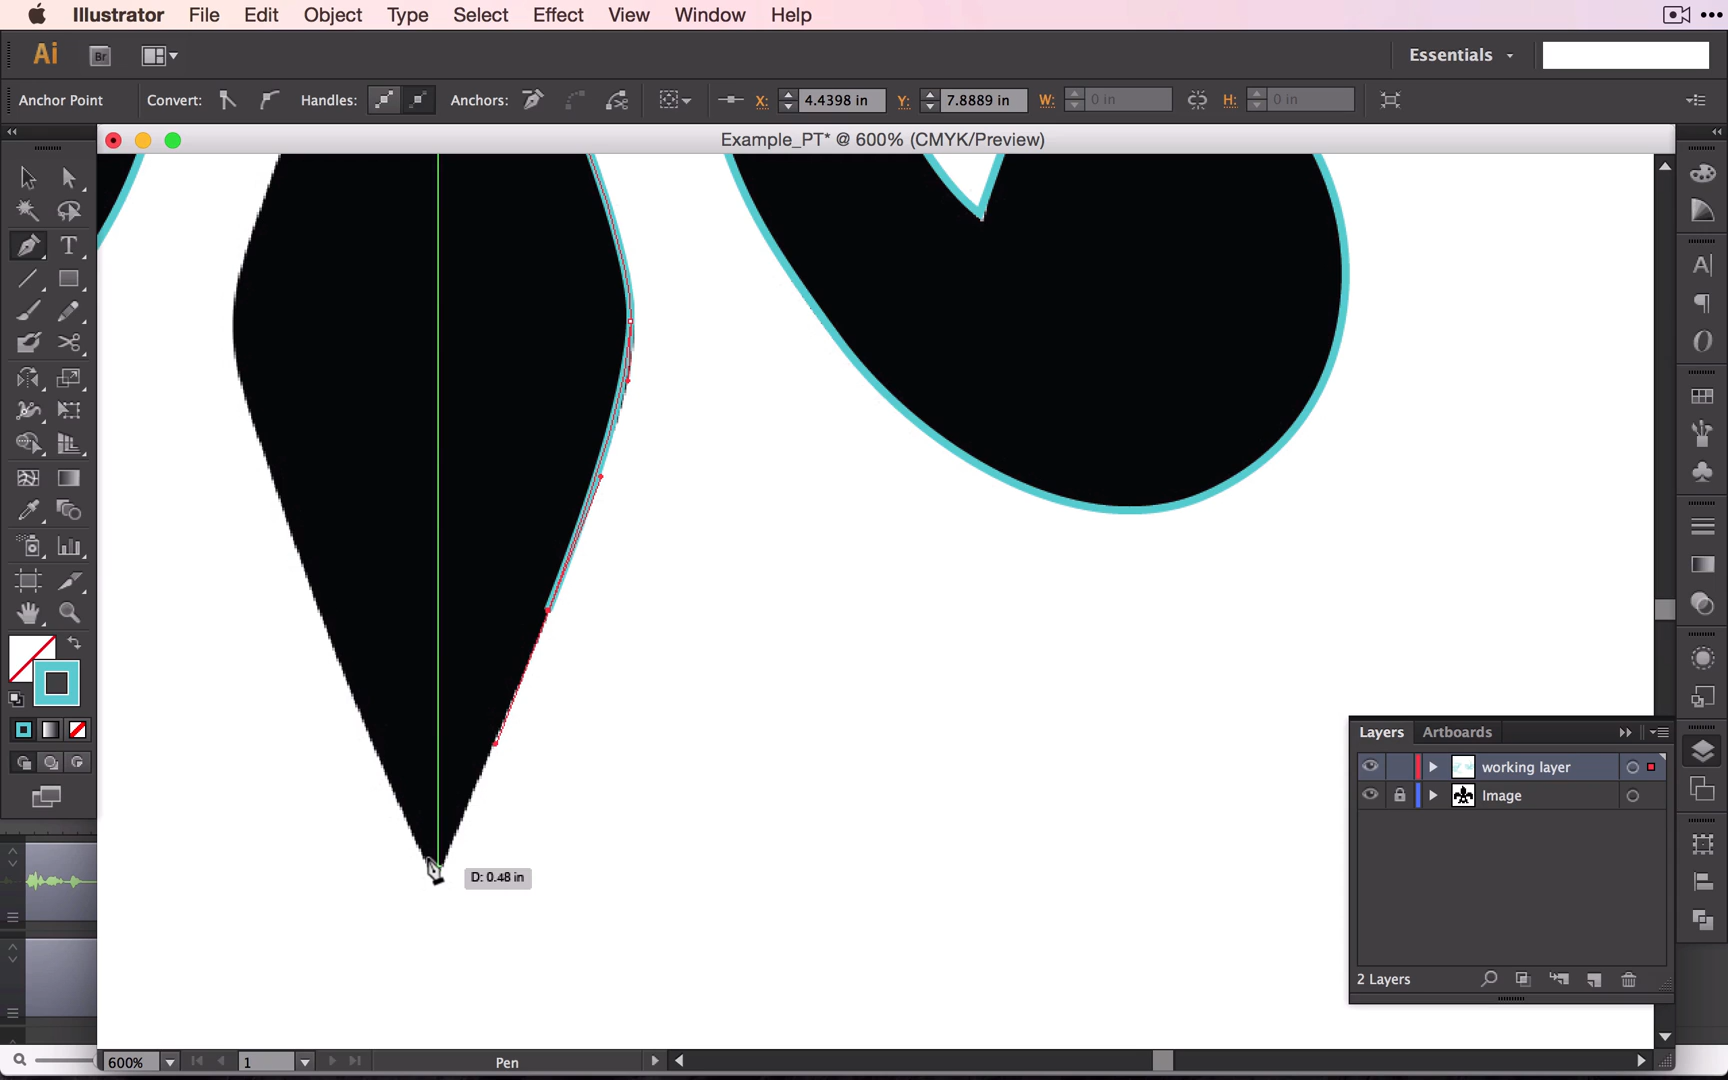 Illustrator File Edit Object Type Select Effect View Window Help
Ai Br Essentials
Anchor Point Convert: Handles: Anchors: X: 4.4398 in Y: 7.8889 in W: 0 in H: 0 in
Example_PT* @ 600% (CMYK/Preview)
T
A
O
D: 0.48 in
Layers Artboards
working layer
Image
2 Layers
600% 1 Pen